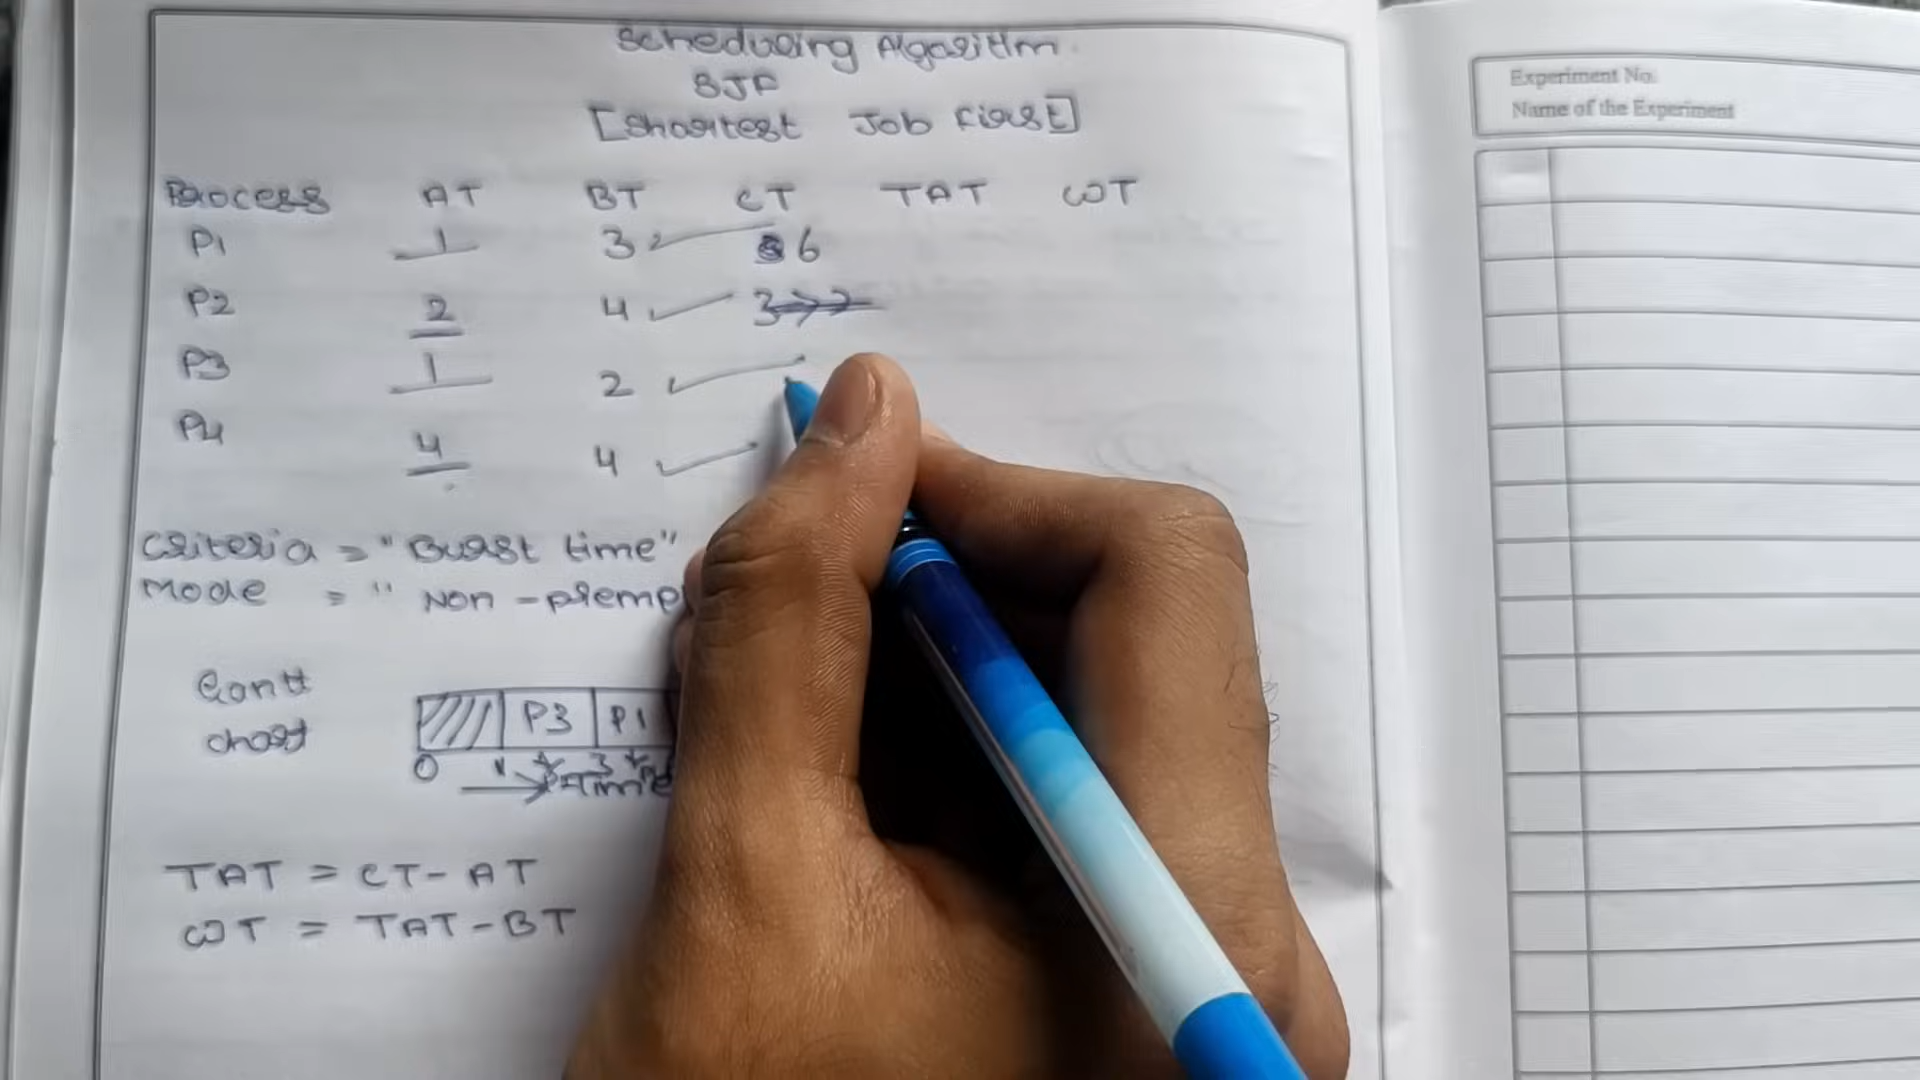 Scheduling Algorithm
SJF
[Shortest Job First]
Process AT BT CT TAT WT
P1 1 3 6
P2 2 4 3
P3 1 2
P4 4 4
Criteria = "Burst time"
Mode = " Non-premp
Gantt
chart
P3 P1
0 1 3
Time
TAT = CT - AT
WT = TAT - BT
Experiment No.
Name of the Experiment